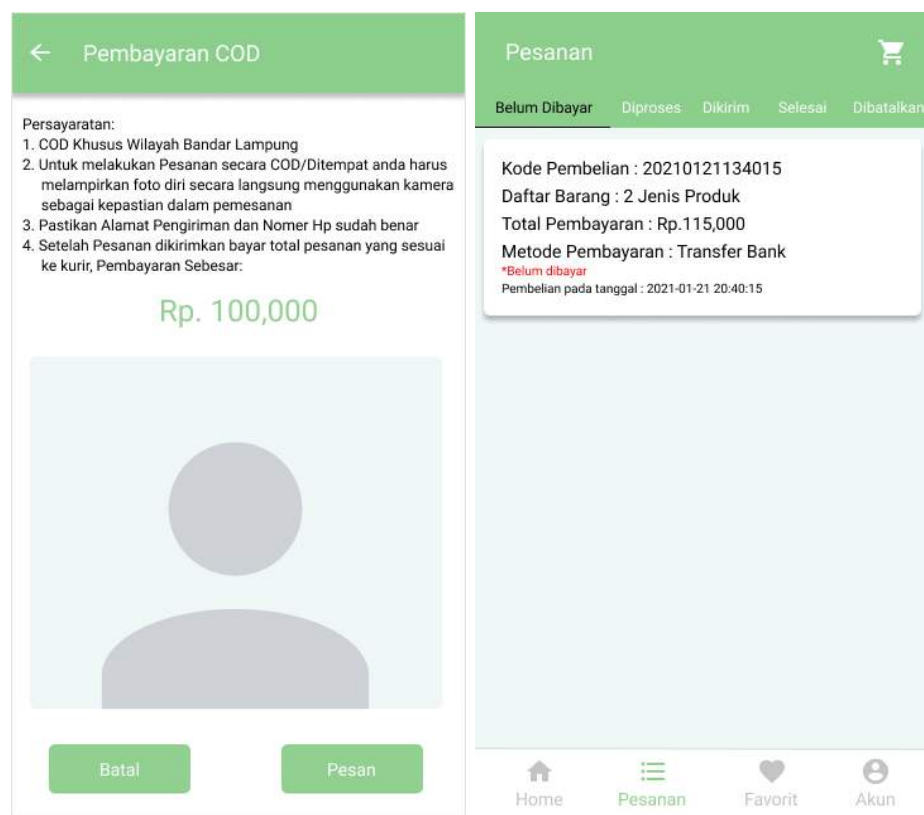 Pembayaran COD
Persayaratan:
1. COD Khusus Wilayah Bandar Lampung
2. Untuk melakukan Pesanan secara COD/Ditempat anda harus
melampirkan foto diri secara langsung menggunakan kamera
sebagai kepastian dalam pemesanan
3. Pastikan Alamat Pengiriman dan Nomer Hp sudah benar
4. Setelah Pesanan dikirimkan bayar total pesanan yang sesuai
ke kurir, Pembayaran Sebesar:
Rp. 100,000
Batal Pesan
Pesanan
Belum Dibayar Diproses Dikirim Selesai Dibatalkan
Kode Pembelian : 20210121134015
Daftar Barang : 2 Jenis Produk
Total Pembayaran : Rp.115,000
Metode Pembayaran : Transfer Bank
*Belum dibayar
Pembelian pada tanggal : 2021-01-21 20:40:15
Home Pesanan Favorit Akun